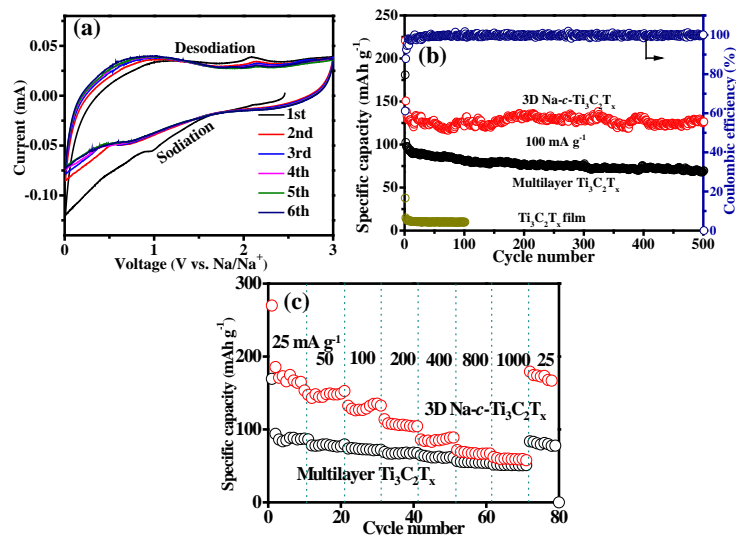 (a)
Desodiation
Sodiation
1st
2nd
3rd
4th
5th
6th
0.05
0.00
-0.05
-0.10
Current (mA)
0 1 2 3
Voltage (V vs. Na/Na⁺)
(b)
250
200
150
100
50
0
Specific capacity (mAh g⁻¹)
3D Na-c-Ti₃C₂Tₓ
100 mA g⁻¹
Multilayer Ti₃C₂Tₓ
Ti₃C₂Tₓ film
100
80
60
40
20
0
Coulombic efficiency (%)
0 100 200 300 400 500
Cycle number
(c)
300
200
100
0
Specific capacity (mAh g⁻¹)
25 mA g⁻¹ 50 100 200 400 800 1000 25
3D Na-c-Ti₃C₂Tₓ
Multilayer Ti₃C₂Tₓ
0 20 40 60 80
Cycle number